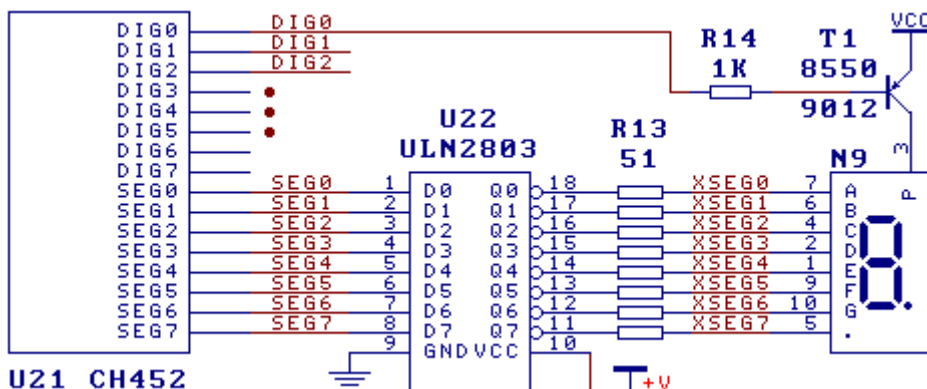 DIG0 DIG0 VCC
DIG1 DIG1 R14 T1
DIG2 DIG2 1K 8550
DIG3
DIG4 U22 9012
DIG5 ULN2803 R13
DIG6 51 N9 3
DIG7
SEG0 SEG0 1 D0 Q0 18 XSEG0 7 A P
SEG1 SEG1 2 D1 Q1 17 XSEG1 6 B
SEG2 SEG2 3 D2 Q2 16 XSEG2 4 C
SEG3 SEG3 4 D3 Q3 15 XSEG3 2 D
SEG4 SEG4 5 D4 Q4 14 XSEG4 1 E
SEG5 SEG5 6 D5 Q5 13 XSEG5 9 F
SEG6 SEG6 7 D6 Q6 12 XSEG6 10 G
SEG7 SEG7 8 D7 Q7 11 XSEG7 5 .
9 GND VCC 10
U21 CH452 +V